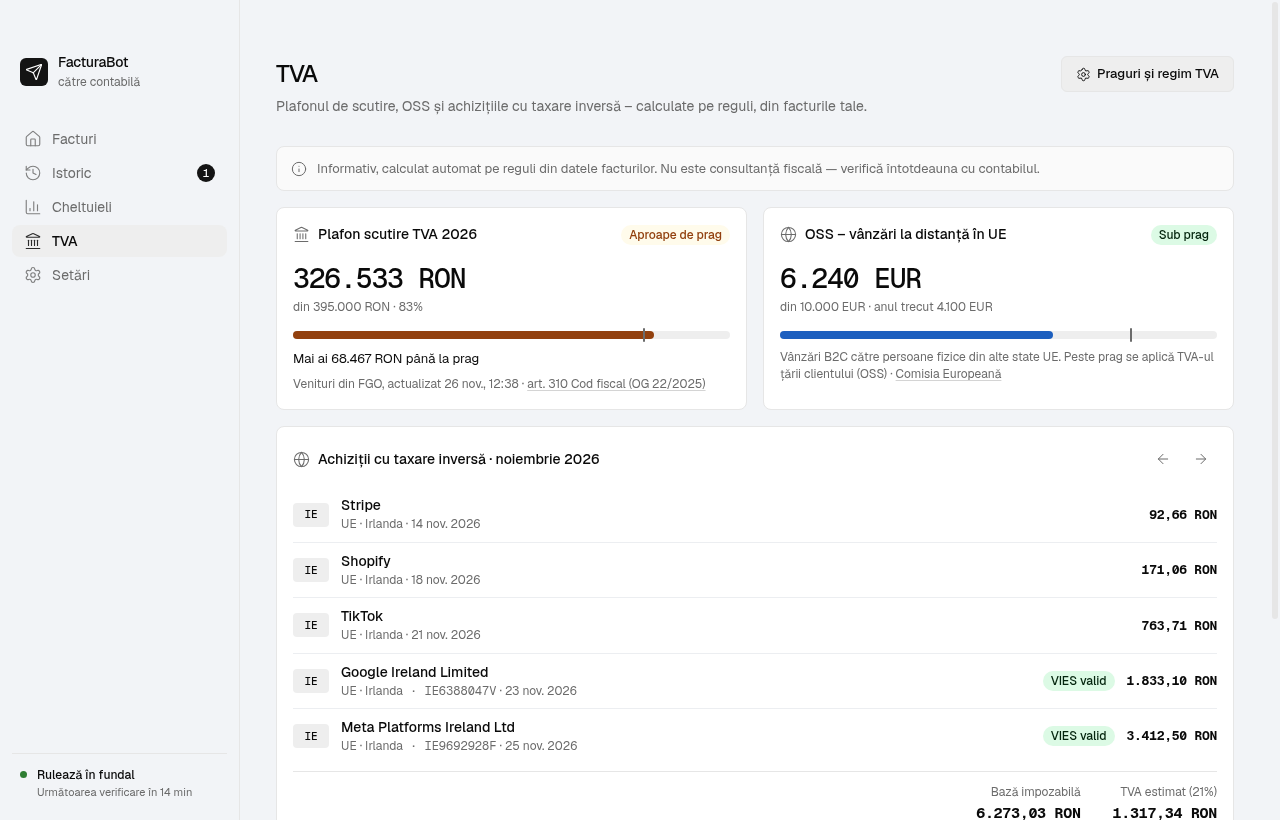 FacturaBot
către contabilă
Facturi
Istoric
1
Cheltuieli
TVA
Setări
Rulează în fundal
Următoarea verificare în 14 min
TVA
Praguri și regim TVA
Plafonul de scutire, OSS și achizițiile cu taxare inversă – calculate pe reguli, din facturile tale.
Informativ, calculat automat pe reguli din datele facturilor. Nu este consultanță fiscală — verifică întotdeauna cu contabilul.
Plafon scutire TVA 2026
Aproape de prag
326.533 RON
din 395.000 RON · 83%
Mai ai 68.467 RON până la prag
Venituri din FGO, actualizat 26 nov., 12:38 · art. 310 Cod fiscal (OG 22/2025)
OSS – vânzări la distanță în UE
Sub prag
6.240 EUR
din 10.000 EUR · anul trecut 4.100 EUR
Vânzări B2C către persoane fizice din alte state UE. Peste prag se aplică TVA-ul
țării clientului (OSS) · Comisia Europeană
Achiziții cu taxare inversă · noiembrie 2026
IE
Stripe
UE · Irlanda · 14 nov. 2026
92,66 RON
IE
Shopify
UE · Irlanda · 18 nov. 2026
171,06 RON
IE
TikTok
UE · Irlanda · 21 nov. 2026
763,71 RON
IE
Google Ireland Limited
UE · Irlanda · IE6388047V · 23 nov. 2026
VIES valid
1.833,10 RON
IE
Meta Platforms Ireland Ltd
UE · Irlanda · IE9692928F · 25 nov. 2026
VIES valid
3.412,50 RON
Bază impozabilă
TVA estimat (21%)
6.273,03 RON
1.317,34 RON